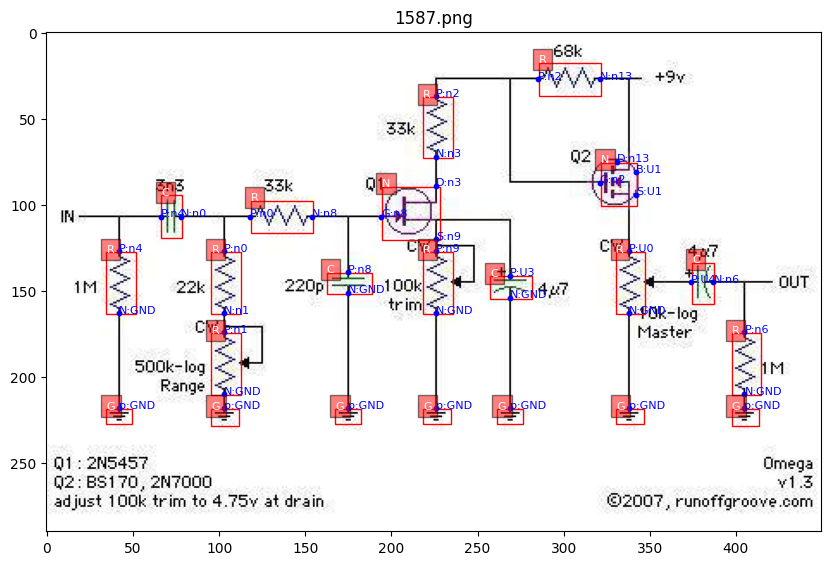 1587.png
R
68k
P:n2
N:n13
+9v
R
P:n2
33k
N:n3
Q2
N
D:n13
G:n2
S:U1
S:U1
3n3
33k
R
Q1
N
D:n3
IN
P:n4
N:n0
P:n0
N:n8
G:n8
S:n9
R
P:n4
R
P:n0
C
P:n8
R
P:n9
C
P:U3
R
P:U0
4µ7
C
+
P:U4
N:n6
OUT
1M
22k
220p
N:GND
100k
trim
4µ7
N:GND
N:GND
N:n1
N:GND
N:GND
10k-log
Master
R
P:n1
R
P:n6
500k-log
Range
1M
N:GND
N:GND
G
p:GND
G
p:GND
G
p:GND
G
p:GND
G
p:GND
G
p:GND
G
p:GND
Q1: 2N5457
Q2: BS170, 2N7000
adjust 100k trim to 4.75v at drain
Omega
v1.3
©2007, runoffgroove.com
0
50
100
150
200
250
0
50
100
150
200
250
300
350
400